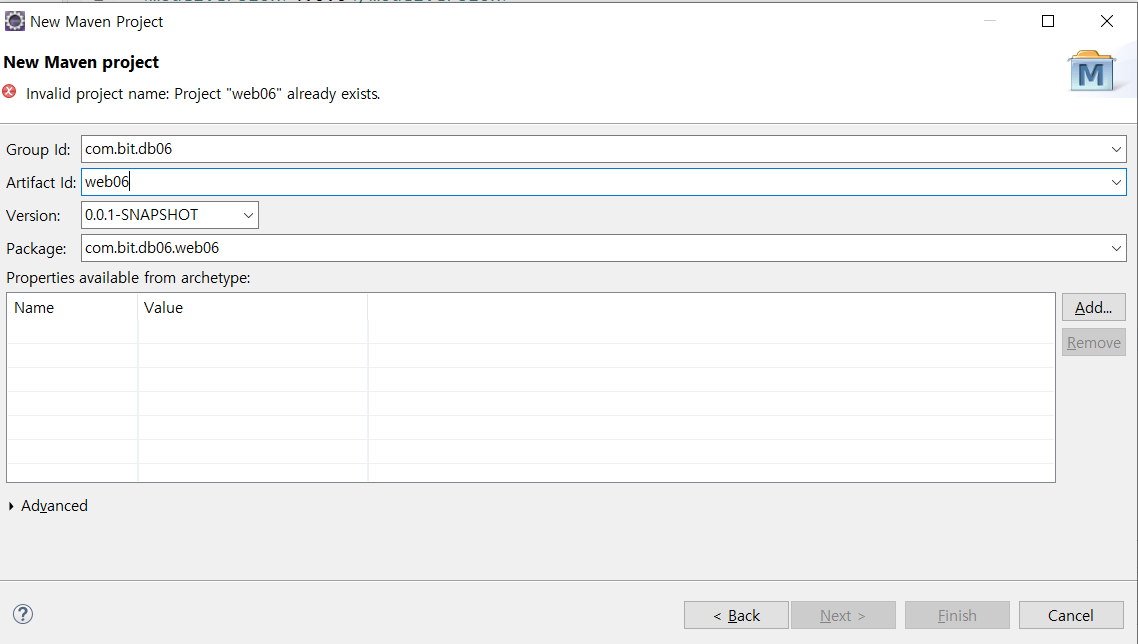 New Maven Project
New Maven project
Invalid project name: Project "web06" already exists.
M
Group Id: com.bit.db06
Artifact Id: web06
Version: 0.0.1-SNAPSHOT
Package: com.bit.db06.web06
Properties available from archetype:
Name Value
Add...
Remove
Advanced
? < Back Next > Finish Cancel